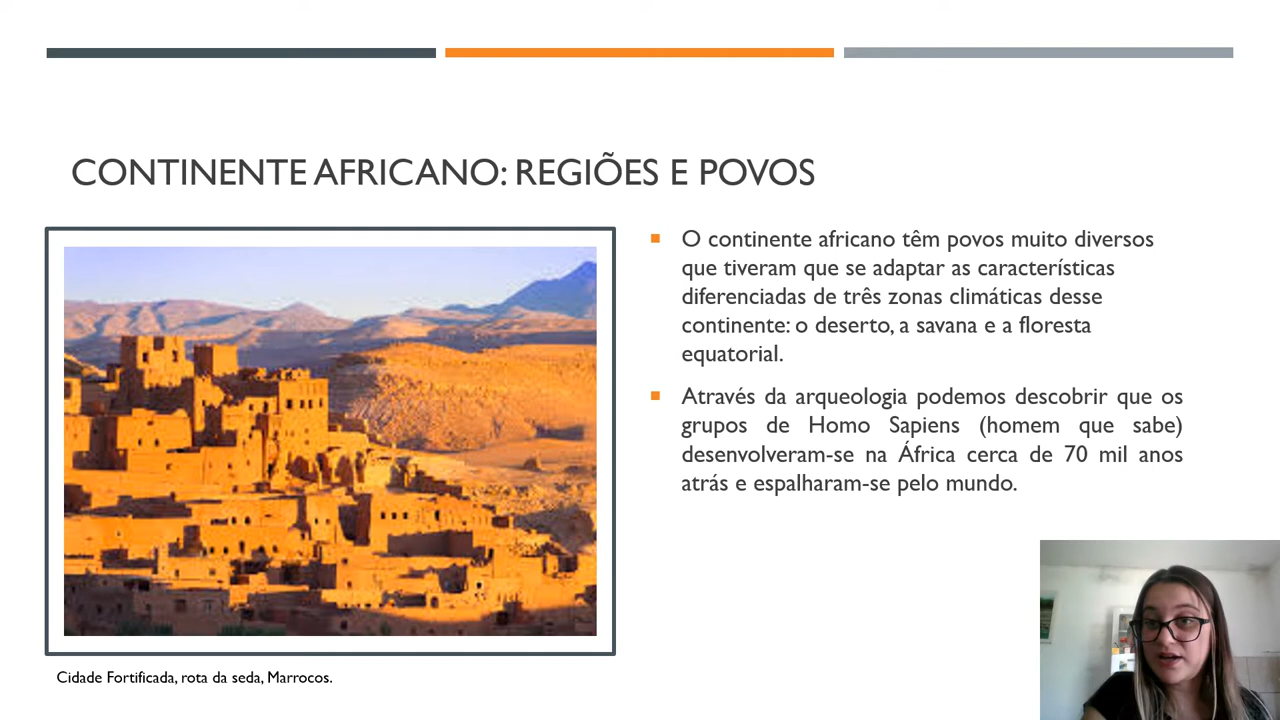 CONTINENTE AFRICANO: REGIÕES E POVOS
O continente africano têm povos muito diversos
que tiveram que se adaptar as características
diferenciadas de três zonas climáticas desse
continente: o deserto, a savana e a floresta
equatorial.
Através da arqueologia podemos descobrir que os
grupos de Homo Sapiens (homem que sabe)
desenvolveram-se na África cerca de 70 mil anos
atrás e espalharam-se pelo mundo.
Cidade Fortificada, rota da seda, Marrocos.